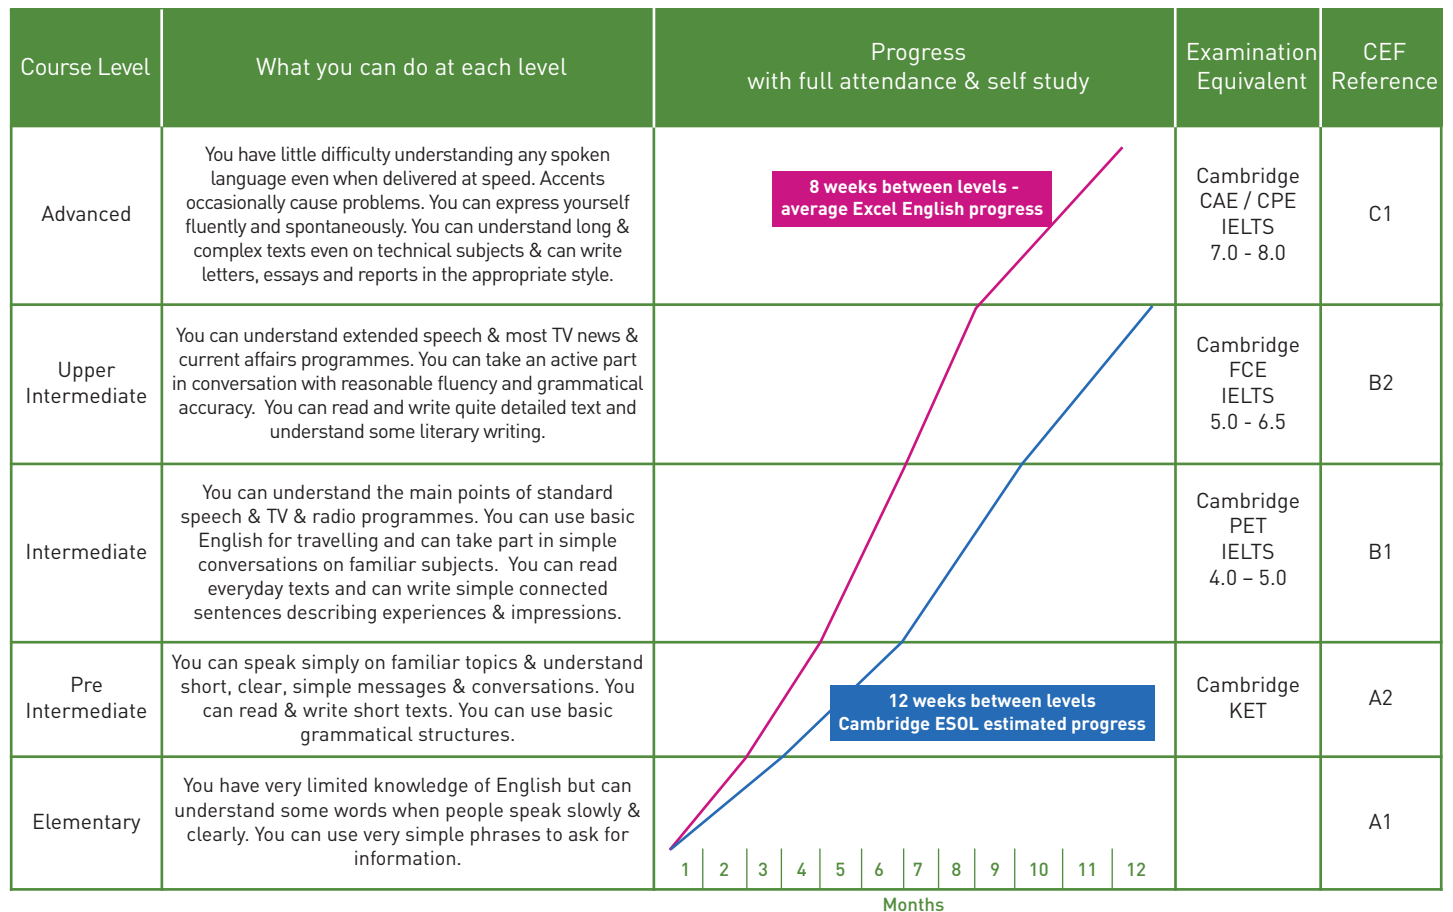 Course Level
What you can do at each level
Progress
with full attendance & self study
Examination
Equivalent
CEF
Reference
Advanced
You have little difficulty understanding any spoken
language even when delivered at speed. Accents
occasionally cause problems. You can express yourself
fluently and spontaneously. You can understand long &
complex texts even on technical subjects & can write
letters, essays and reports in the appropriate style.
8 weeks between levels -
average Excel English progress
Cambridge
CAE / CPE
IELTS
7.0 - 8.0
C1
Upper
Intermediate
You can understand extended speech & most TV news &
current affairs programmes. You can take an active part
in conversation with reasonable fluency and grammatical
accuracy.  You can read and write quite detailed text and
understand some literary writing.
Cambridge
FCE
IELTS
5.0 - 6.5
B2
Intermediate
You can understand the main points of standard
speech & TV & radio programmes. You can use basic
English for travelling and can take part in simple
conversations on familiar subjects.  You can read
everyday texts and can write simple connected
sentences describing experiences & impressions.
Cambridge
PET
IELTS
4.0 – 5.0
B1
Pre
Intermediate
You can speak simply on familiar topics & understand
short, clear, simple messages & conversations. You
can read & write short texts. You can use basic
grammatical structures.
12 weeks between levels
Cambridge ESOL estimated progress
Cambridge
KET
A2
Elementary
You have very limited knowledge of English but can
understand some words when people speak slowly &
clearly. You can use very simple phrases to ask for
information.
A1
1 2 3 4 5 6 7 8 9 10 11 12
Months